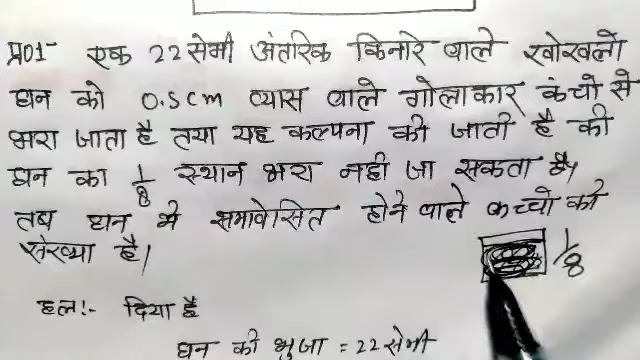 प्र01- एक 22 सेमी अंतरिक किनारे वाले खोखलो
घन को 0.5cm व्यास वाले गोलाकार कंचो से
भरा जाता है तथा यह कल्पना की जाती है की
घन का 1/8 स्थान भरा नही जा सकता है।
तब घन मे समावेसित होने वाले कच्चो की
संख्या है।
1/8
हल!- दिया है
घन की भुजा = 22 सेमी